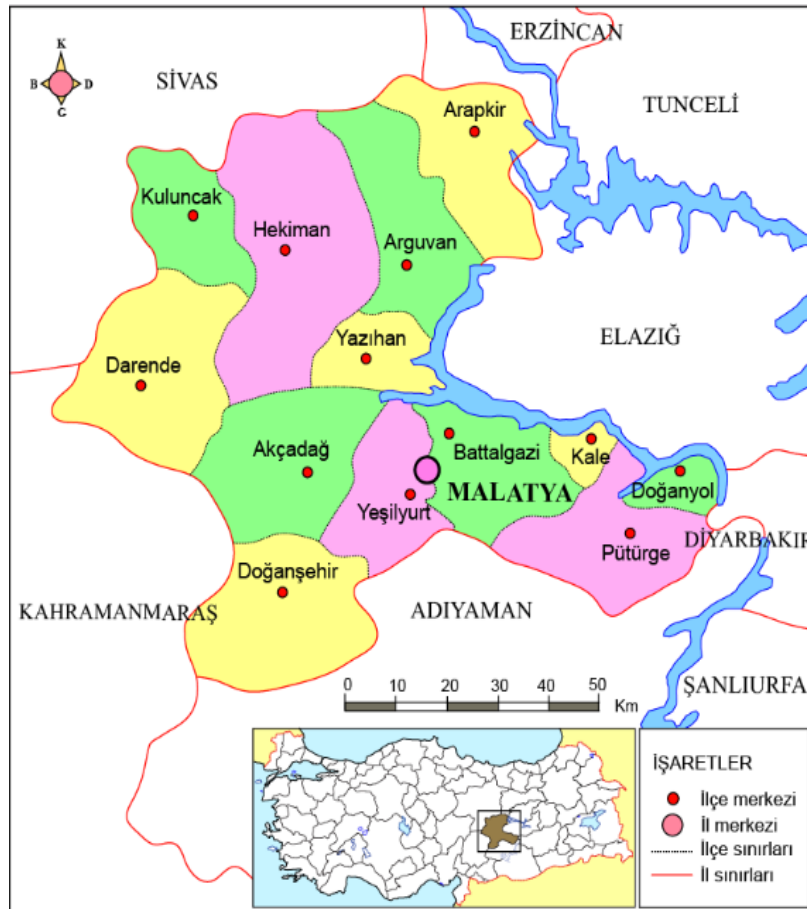 ERZİNCAN
K
B D
G
SİVAS
TUNCELİ
Arapkir
Kuluncak
Hekiman
Arguvan
ELAZIĞ
Yazıhan
Darende
Akçadağ
Battalgazi
Kale
MALATYA
Doğanyol
Yeşilyurt
Pütürge
DİYARBAKIR
Doğanşehir
KAHRAMANMARAŞ
ADIYAMAN
ŞANLIURFA
0 10 20 30 40 50
Km
İŞARETLER
İlçe merkezi
İl merkezi
İlçe sınırları
İl sınırları